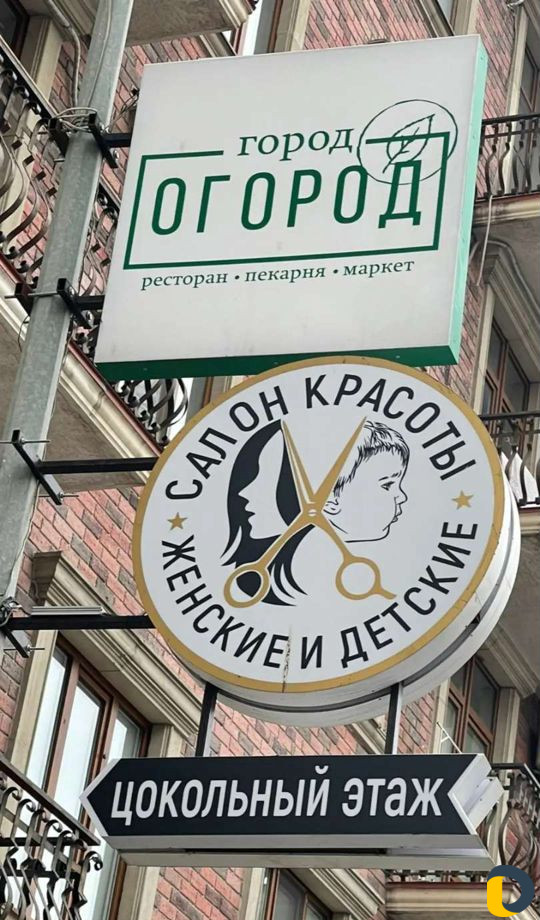 город
ОГОРОД
ресторан • пекарня • маркет
САЛОН КРАСОТЫ
ЖЕНСКИЕ И ДЕТСКИЕ
ЦОКОЛЬНЫЙ ЭТАЖ